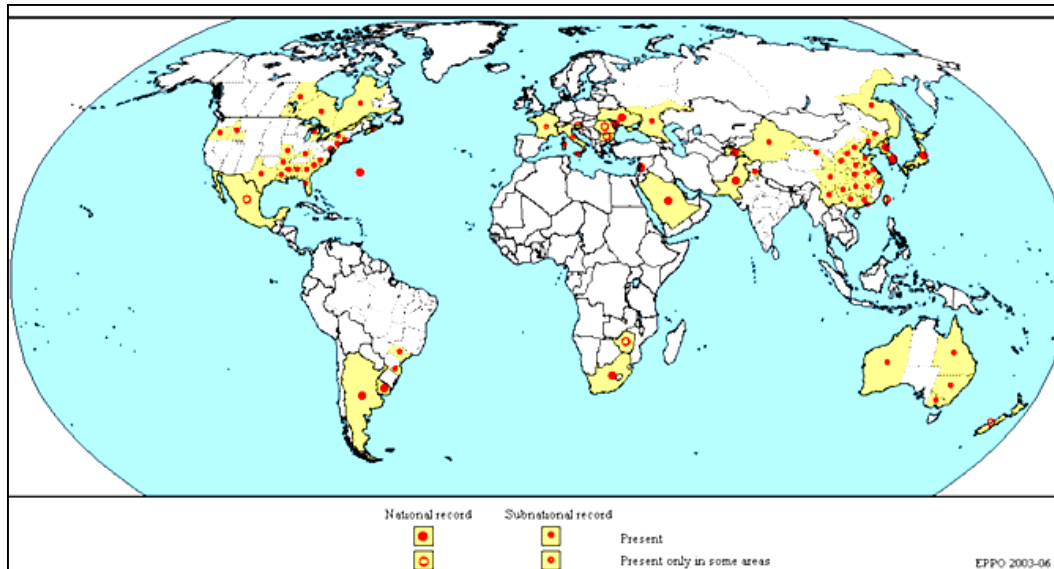 National record Subnational record
Present
Present only in some areas
EPPO 2003-06